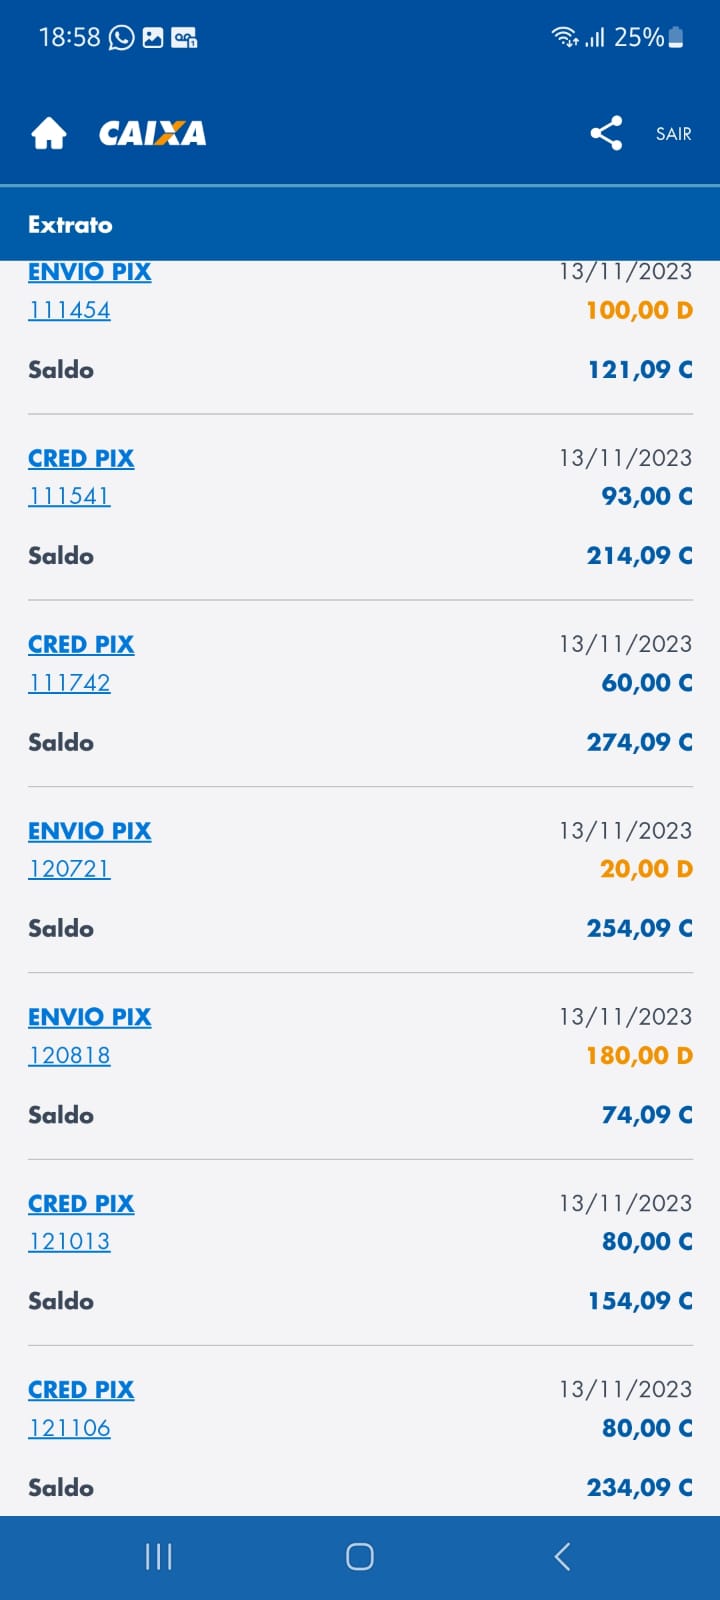 18:58 25%
CAIXA SAIR
Extrato
ENVIO PIX 13/11/2023
111454 100,00 D
Saldo 121,09 C
CRED PIX 13/11/2023
111541 93,00 C
Saldo 214,09 C
CRED PIX 13/11/2023
111742 60,00 C
Saldo 274,09 C
ENVIO PIX 13/11/2023
120721 20,00 D
Saldo 254,09 C
ENVIO PIX 13/11/2023
120818 180,00 D
Saldo 74,09 C
CRED PIX 13/11/2023
121013 80,00 C
Saldo 154,09 C
CRED PIX 13/11/2023
121106 80,00 C
Saldo 234,09 C